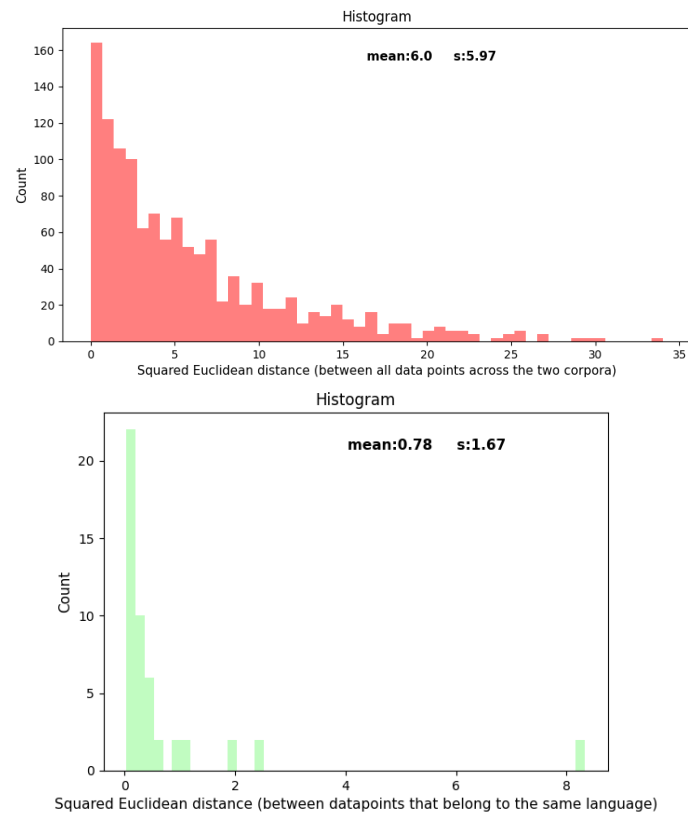 Histogram
mean:6.0 s:5.97
160
140
120
100
80
60
40
20
0
Count
0 5 10 15 20 25 30 35
Squared Euclidean distance (between all data points across the two corpora)
Histogram
mean:0.78 s:1.67
20
15
10
5
0
Count
0 2 4 6 8
Squared Euclidean distance (between datapoints that belong to the same language)